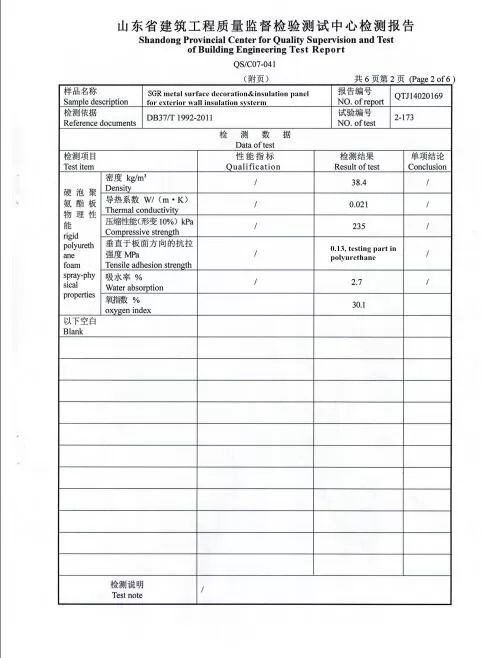 山东省建筑工程质量监督检验测试中心检测报告
Shandong Provincial Center for Quality Supervision and Test
of Building Engineering Test Report
QS/C07-041
（附页） 共 6 页第 2 页 (Page 2 of 6 )
样品名称
Sample description
SGR metal surface decoration&insulation panel
for exterior wall insulation systerm
报告编号
NO. of report
QTJ14020169
检测依据
Reference documents
DB37/T 1992-2011
试验编号
NO. of test
2-173
检 测 数 据
Data of test
检测项目
Test item
性能指标
Qualification
检测结果
Result of test
单项结论
Conclusion
硬 泡 聚
氨 酯 板
物 理 性
能
rigid
polyureth
ane
foam
spray-phy
sical
properties
密度 kg/m³
Density
/
38.4
/
导热系数 W/（m·K）
Thermal conductivity
/
0.021
/
压缩性能(形变 10%）kPa
Compressive strength
/
235
/
垂直于板面方向的抗拉
强度 MPa
Tensile adhesion strength
/
0.13, testing part in
polyurethane
/
吸水率 %
Water absorption
/
2.7
/
氧指数 %
oxygen index
30.1
以下空白
Blank
检测说明
Test note
/